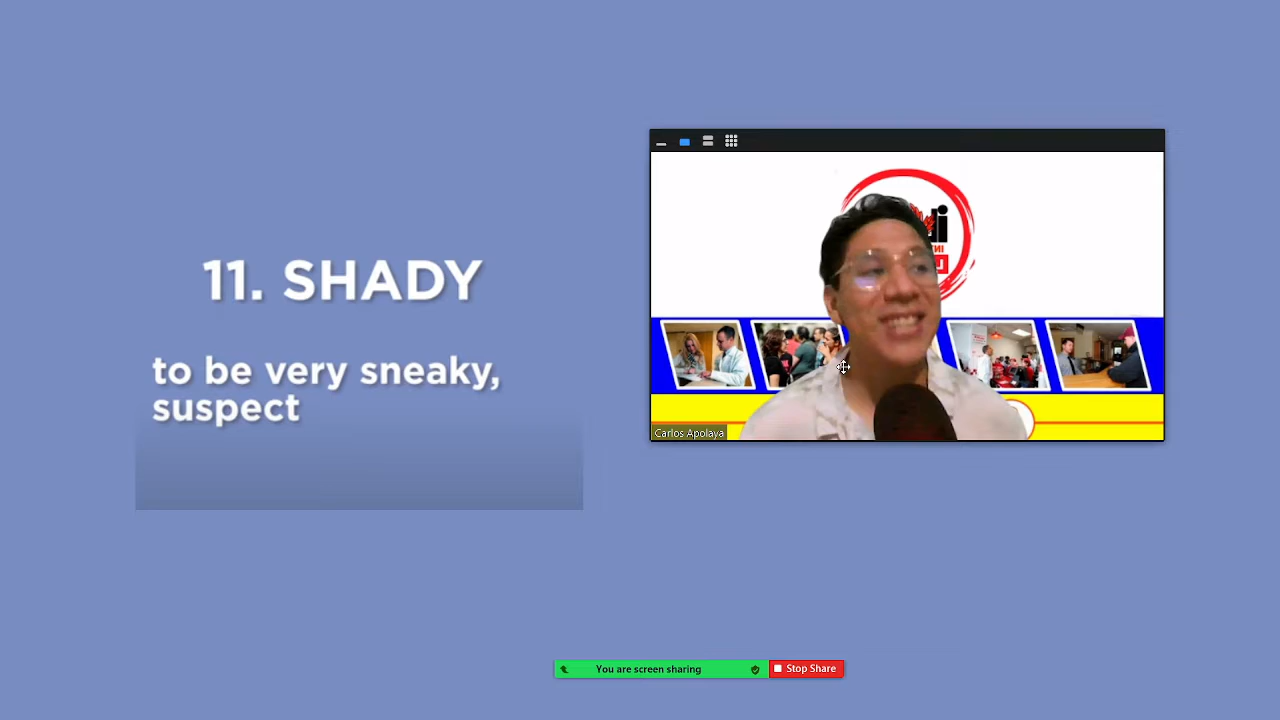 11. SHADY
to be very sneaky,
suspect
Carlos Apolaya
You are screen sharing
Stop Share